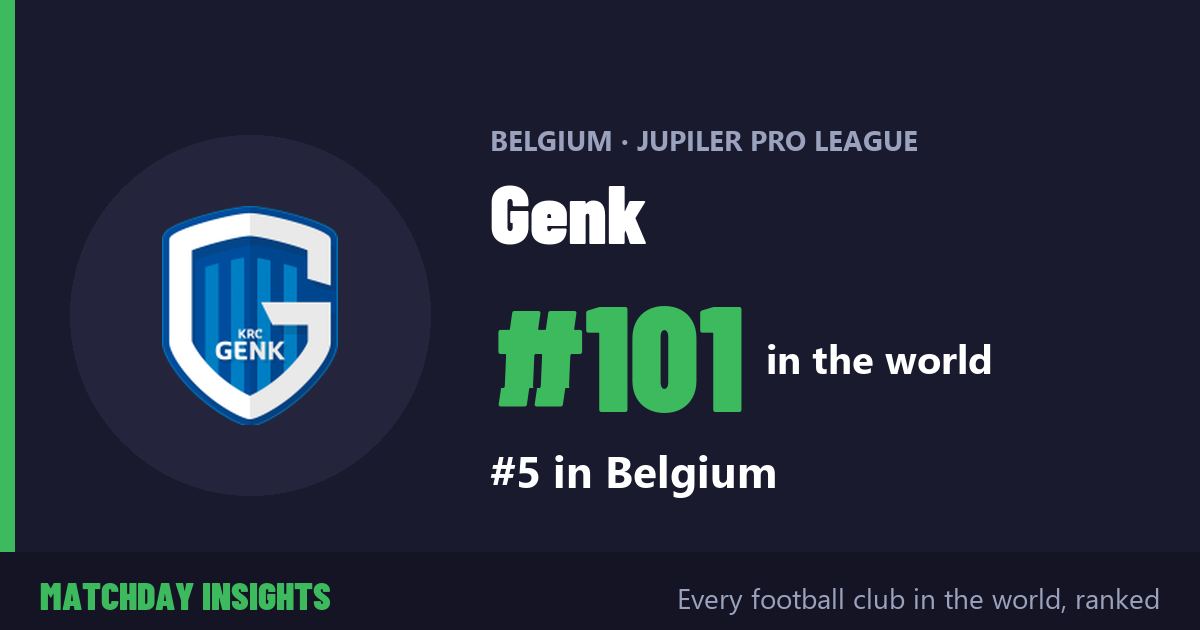 BELGIUM · JUPILER PRO LEAGUE
Genk
KRC
GENK
#101 in the world
#5 in Belgium
MATCHDAY INSIGHTS
Every football club in the world, ranked